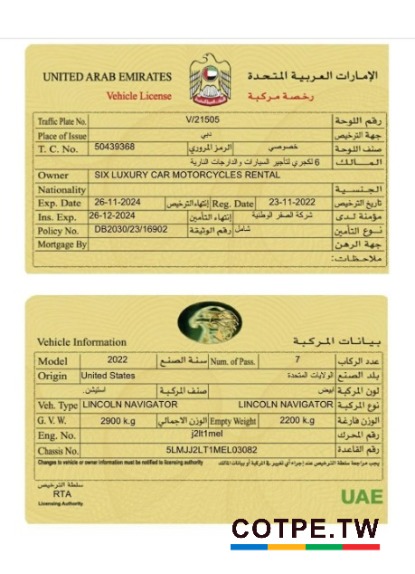 UNITED ARAB EMIRATES الإمارات العربية المتحدة
Vehicle License رخصة مركبة
Traffic Plate No. V/21505 رقم اللوحة
Place of Issue دبي جهة الترخيص
T. C. No. 50439368 الرمز المروري خصوصي صنف اللوحة
6 لكجري لتأجير السيارات والدارجات النارية المـــالك
Owner SIX LUXURY CAR MOTORCYCLES RENTAL
Nationality الجنسـية
Exp. Date 26-11-2024 إنتهاء الترخيص Reg. Date 23-11-2022 تاريخ الترخيص
Ins. Exp. 26-12-2024 إنتهاء التأمين شركة الصقر الوطنية مؤمنة لدى
Policy No. DB2030/23/16902 رقم الوثيقة شامل نوع التأمين
Mortgage By جهة الرهن
ملاحظات:
Vehicle Information بيانات المركبة
Model 2022 سنة الصنع Num. of Pass. 7 عدد الركاب
Origin United States الولايات المتحدة بلد الصنع
صنف المركبة استيشن أبيض لون المركبة
Veh. Type LINCOLN NAVIGATOR LINCOLN NAVIGATOR نوع المركبة
G. V. W. 2900 k.g الوزن الاجمالي Empty Weight 2200 k.g الوزن فارغة
Eng. No. j2lt1mel رقم المحرك
Chassis No. 5LMJJ2LT1MEL03082 رقم القاعدة
Changes to vehicle or owner information must be notified to licensing authority يجب مراجعة سلطة الترخيص عند إجراء أي تغيير في المركبة أو بيانات المالك
سلطة الترخيص
RTA
Licensing Authority
UAE
COTPE.TW